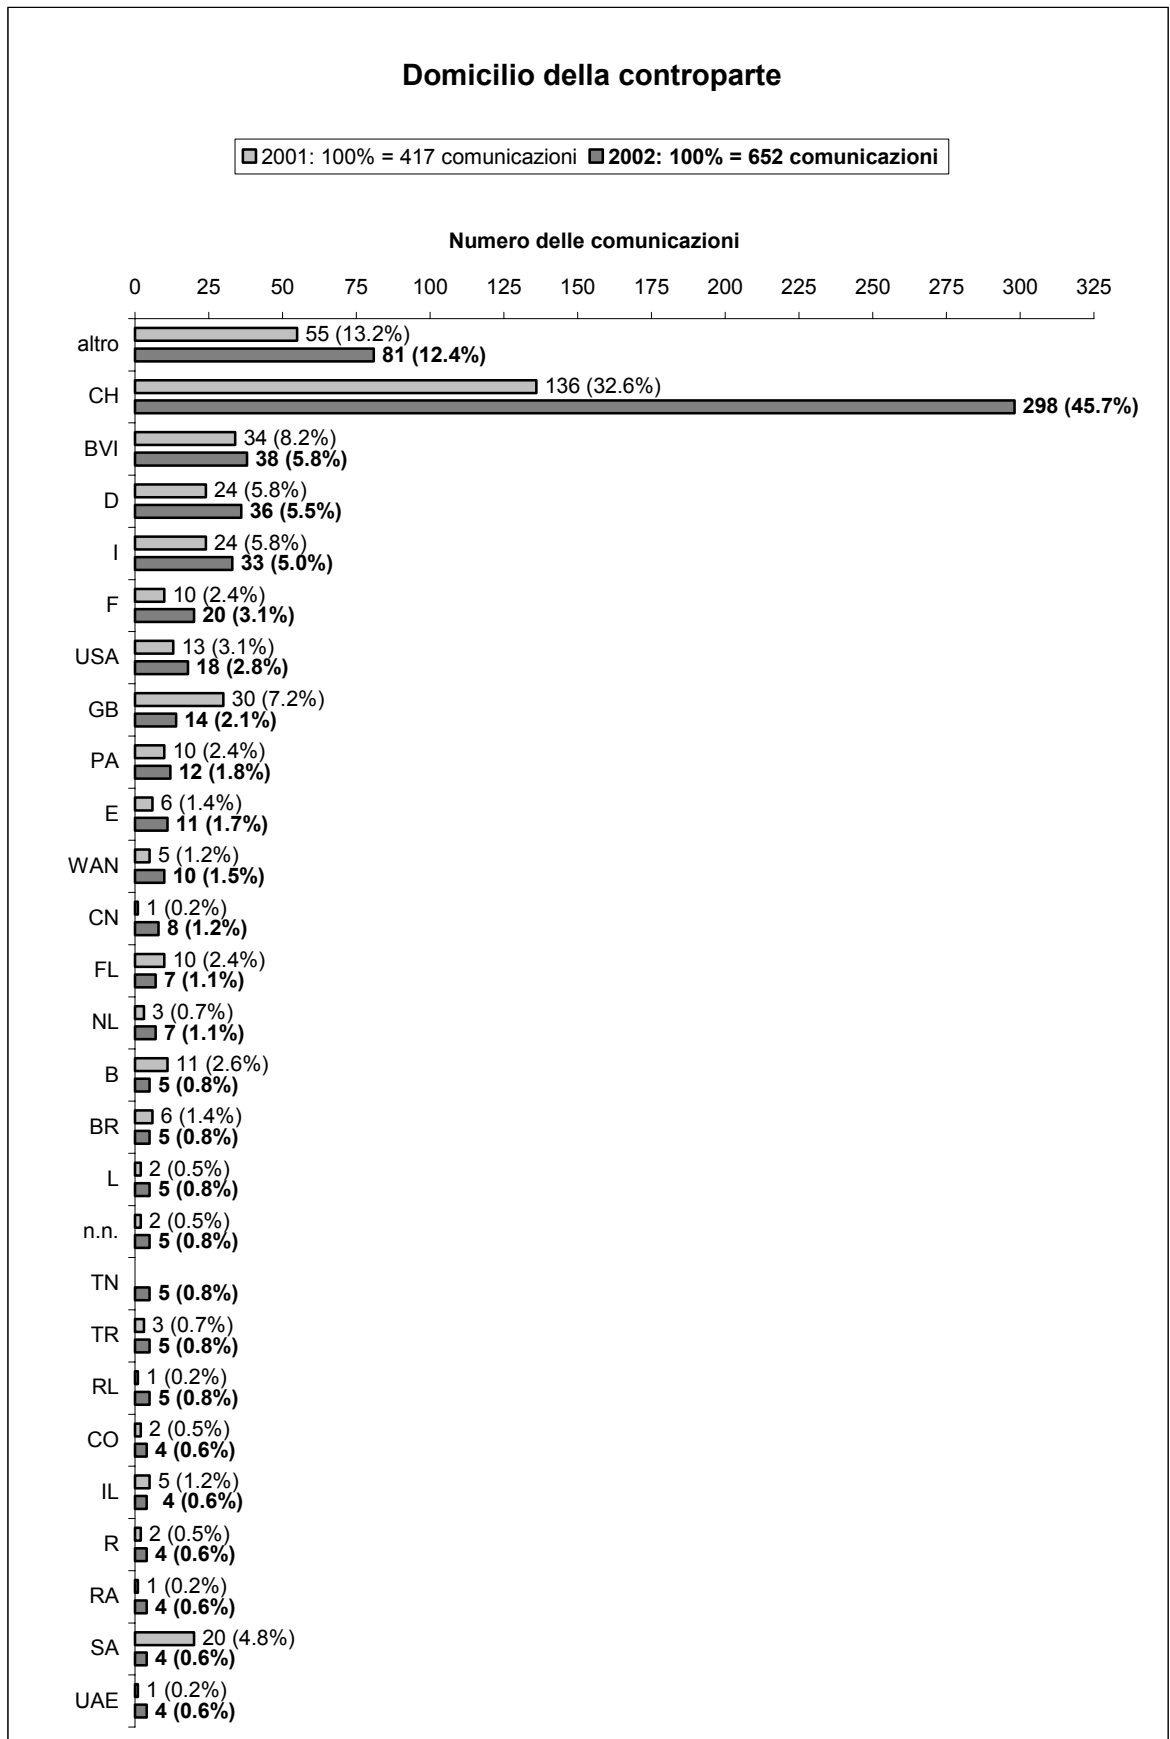 Domicilio della controparte
2001: 100% = 417 comunicazioni 2002: 100% = 652 comunicazioni
Numero delle comunicazioni
0 25 50 75 100 125 150 175 200 225 250 275 300 325
altro 55 (13.2%)
81 (12.4%)
CH 136 (32.6%)
298 (45.7%)
BVI 34 (8.2%)
38 (5.8%)
D 24 (5.8%)
36 (5.5%)
I 24 (5.8%)
33 (5.0%)
F 10 (2.4%)
20 (3.1%)
USA 13 (3.1%)
18 (2.8%)
GB 30 (7.2%)
14 (2.1%)
PA 10 (2.4%)
12 (1.8%)
E 6 (1.4%)
11 (1.7%)
WAN 5 (1.2%)
10 (1.5%)
CN 1 (0.2%)
8 (1.2%)
FL 10 (2.4%)
7 (1.1%)
NL 3 (0.7%)
7 (1.1%)
B 11 (2.6%)
5 (0.8%)
BR 6 (1.4%)
5 (0.8%)
L 2 (0.5%)
5 (0.8%)
n.n. 2 (0.5%)
5 (0.8%)
TN 5 (0.8%)
TR 3 (0.7%)
5 (0.8%)
RL 1 (0.2%)
5 (0.8%)
CO 2 (0.5%)
4 (0.6%)
IL 5 (1.2%)
4 (0.6%)
R 2 (0.5%)
4 (0.6%)
RA 1 (0.2%)
4 (0.6%)
SA 20 (4.8%)
4 (0.6%)
UAE 1 (0.2%)
4 (0.6%)